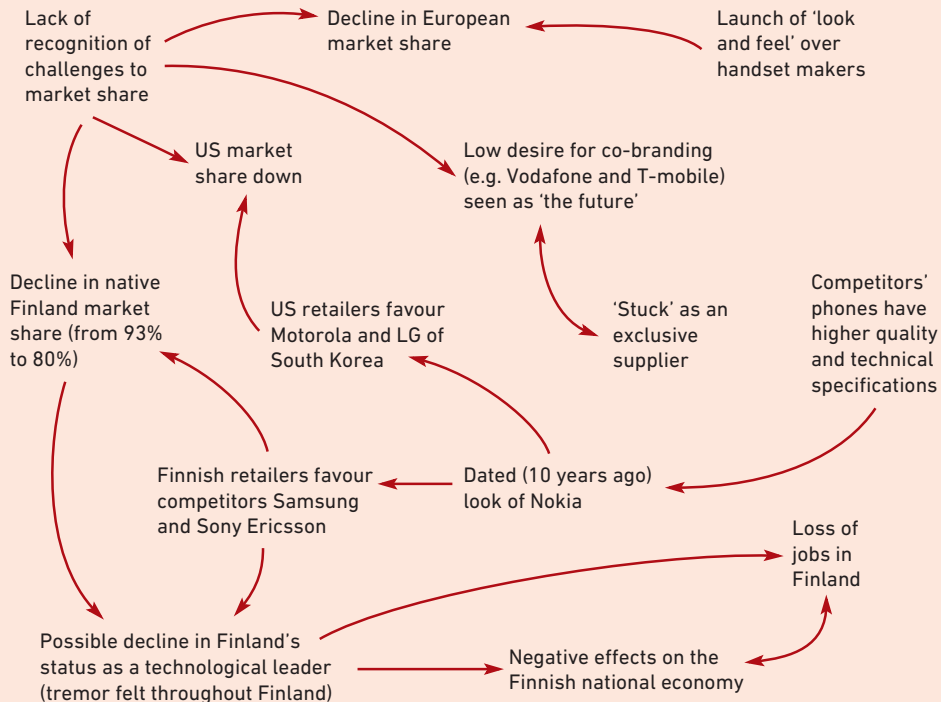 Lack of
recognition of
challenges to
market share
Decline in European
market share
Launch of ‘look
and feel’ over
handset makers
US market
share down
Low desire for co-branding
(e.g. Vodafone and T-mobile)
seen as ‘the future’
Decline in native
Finland market
share (from 93%
to 80%)
US retailers favour
Motorola and LG of
South Korea
‘Stuck’ as an
exclusive
supplier
Competitors’
phones have
higher quality
and technical
specifications
Finnish retailers favour
competitors Samsung
and Sony Ericsson
Dated (10 years ago)
look of Nokia
Loss of
jobs in
Finland
Possible decline in Finland’s
status as a technological leader
(tremor felt throughout Finland)
Negative effects on the
Finnish national economy